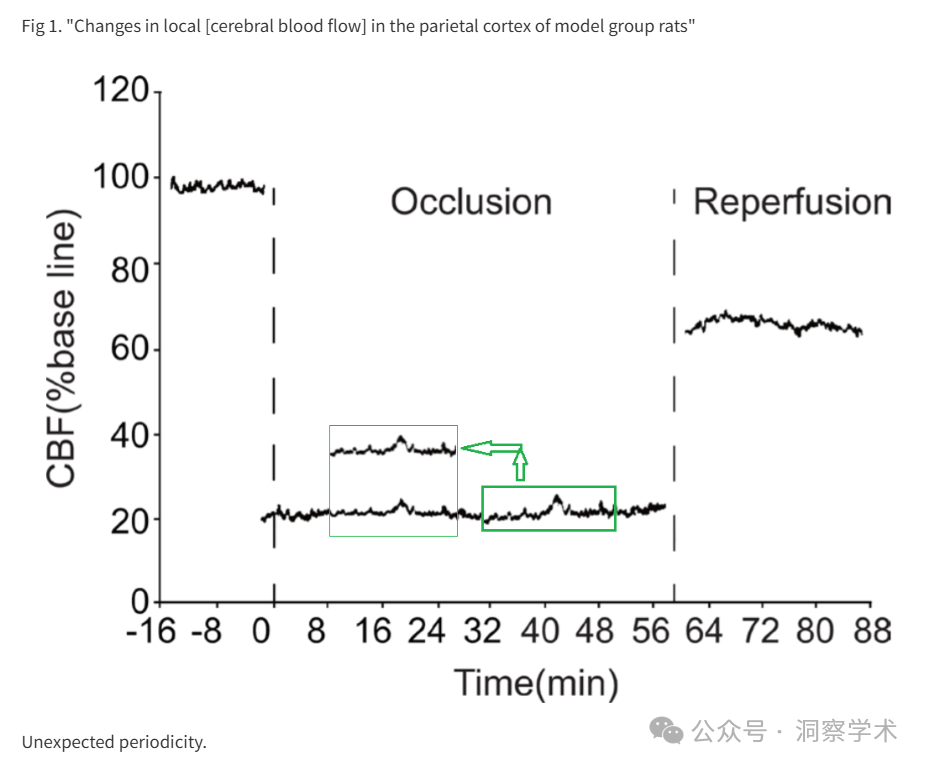 Fig 1. "Changes in local [cerebral blood flow] in the parietal cortex of model group rats"
120
100
Occlusion
Reperfusion
80
60
40
20
0
CBF(%base line)
-16 -8 0 8 16 24 32 40 48 56 64 72 80 88
Time(min)
公众号 · 洞察学术
Unexpected periodicity.